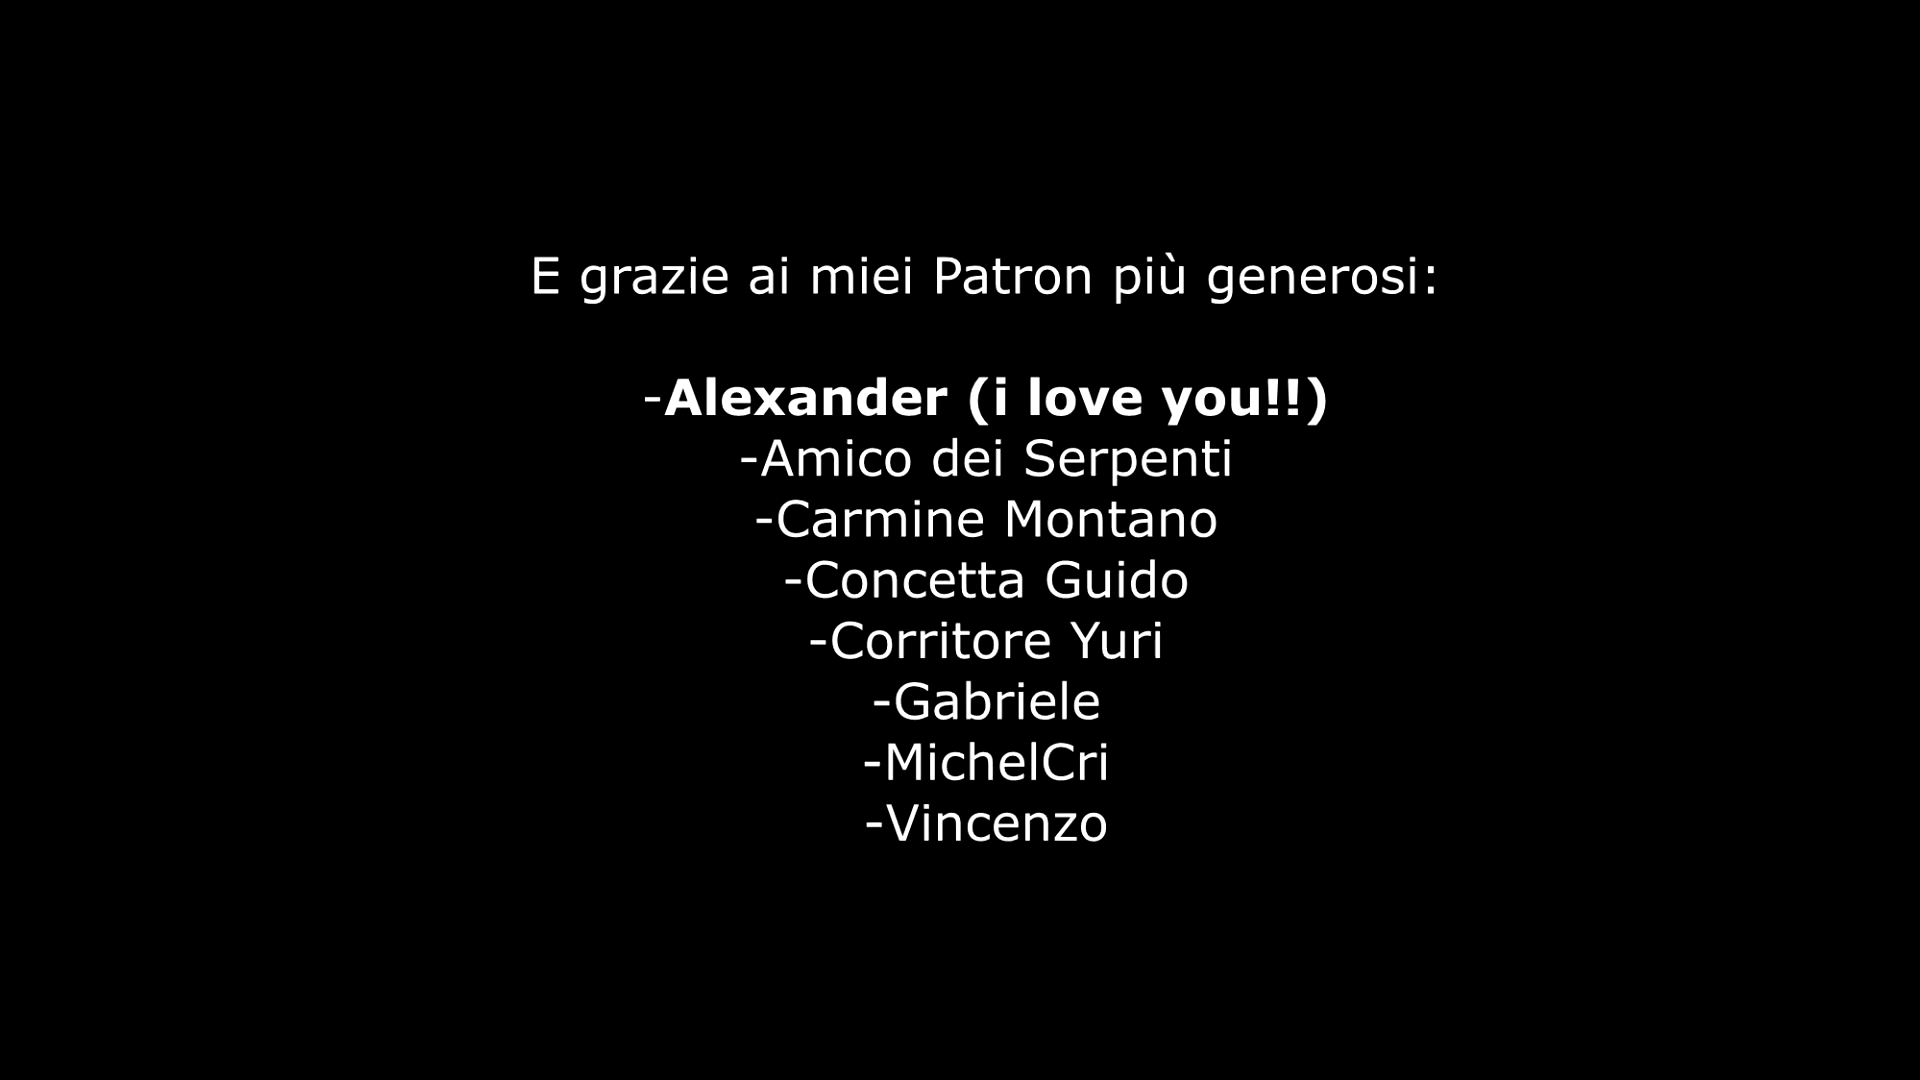 E grazie ai miei Patron più generosi:
-Alexander (i love you!!)
-Amico dei Serpenti
-Carmine Montano
-Concetta Guido
-Corritore Yuri
-Gabriele
-MichelCri
-Vincenzo